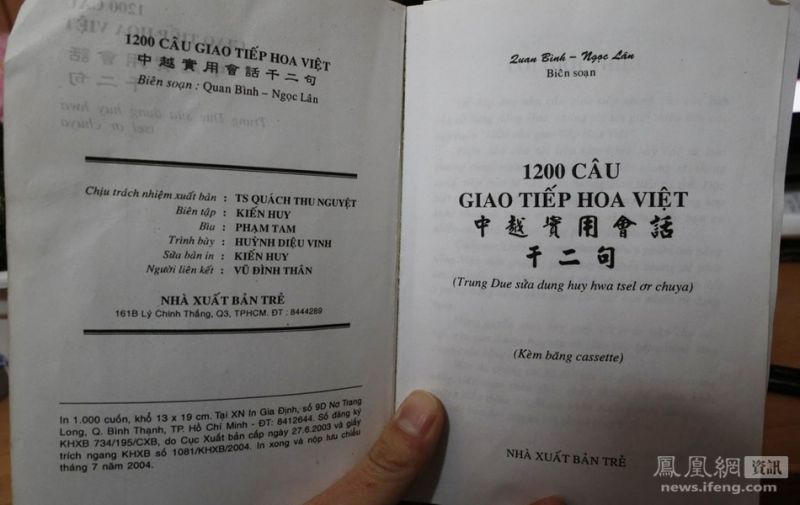 1200 CÂU GIAO TIẾP HOA VIỆT
中越實用會話干二句
Biên soạn : Quan Bình – Ngọc Lân
Chịu trách nhiệm xuất bản : TS QUÁCH THU NGUYỆT
Biên tập : KIẾN HUY
Bìa : PHẠM TAM
Trình bày : HUỲNH DIỆU VINH
Sửa bản in : KIẾN HUY
Người liên kết : VŨ ĐÌNH THÂN
NHÀ XUẤT BẢN TRẺ
161B Lý Chính Thắng, Q3, TPHCM. ĐT : 8444289
In 1.000 cuốn, khổ 13 x 19 cm. Tại XN In Gia Định, số 9D Nơ Trang
Long, Q. Bình Thạnh, TP. Hồ Chí Minh - ĐT: 8412644. Số đăng ký
KHXB 734/195/CXB, do Cục Xuất bản cấp ngày 27.6.2003 và giấy
trích ngang KHXB số 1081/KHXB/2004. In xong và nộp lưu chiểu
tháng 7 năm 2004.
Quan Bình – Ngọc Lân
Biên soạn
1200 CÂU
GIAO TIẾP HOA VIỆT
中越實用會話
干二句
(Trung Due sửa dung huy hwa tsel ơr chuya)
(Kèm băng cassette)
NHÀ XUẤT BẢN TRẺ
鳳凰網 資訊
news.ifeng.com